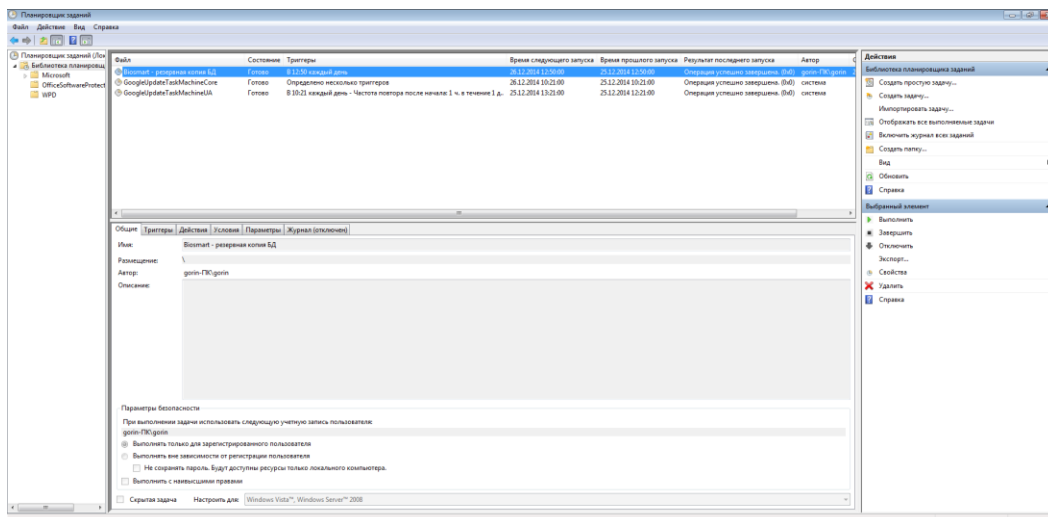 Планировщик заданий
Файл Действие Вид Справка
Планировщик заданий (Лок
Библиотека планировщ
Microsoft
OfficeSoftwareProtect
WPD
Файл Состояние Триггеры Время следующего запуска Время прошлого запуска Результат последнего запуска Автор
Biosmart - резервная копия БД Готово В 12:50 каждый день 26.12.2014 12:50:00 25.12.2014 12:50:00 Операция успешно завершена. (0x0) gorin-ПК\gorin
GoogleUpdateTaskMachineCore Готово Определено несколько триггеров 26.12.2014 10:21:00 25.12.2014 10:21:00 Операция успешно завершена. (0x0) система
GoogleUpdateTaskMachineUA Готово В 10:21 каждый день - Частота повтора после начала: 1 ч. в течение 1 д.. 25.12.2014 13:21:00 25.12.2014 12:21:00 Операция успешно завершена. (0x0) система
Общие Триггеры Действия Условия Параметры Журнал (отключен)
Имя: Biosmart - резервная копия БД
Размещение: \
Автор: gorin-ПК\gorin
Описание:
Параметры безопасности
При выполнении задачи использовать следующую учетную запись пользователя:
gorin-ПК\gorin
Выполнять только для зарегистрированного пользователя
Выполнять вне зависимости от регистрации пользователя
Не сохранять пароль. Будут доступны ресурсы только локального компьютера.
Выполнить с наивысшими правами
Скрытая задача Настроить для: Windows Vista™, Windows Server™ 2008
Действия
Библиотека планировщика заданий
Создать простую задачу...
Создать задачу...
Импортировать задачу...
Отображать все выполняемые задачи
Включить журнал всех заданий
Создать папку...
Вид
Обновить
Справка
Выбранный элемент
Выполнить
Завершить
Отключить
Экспорт...
Свойства
Удалить
Справка